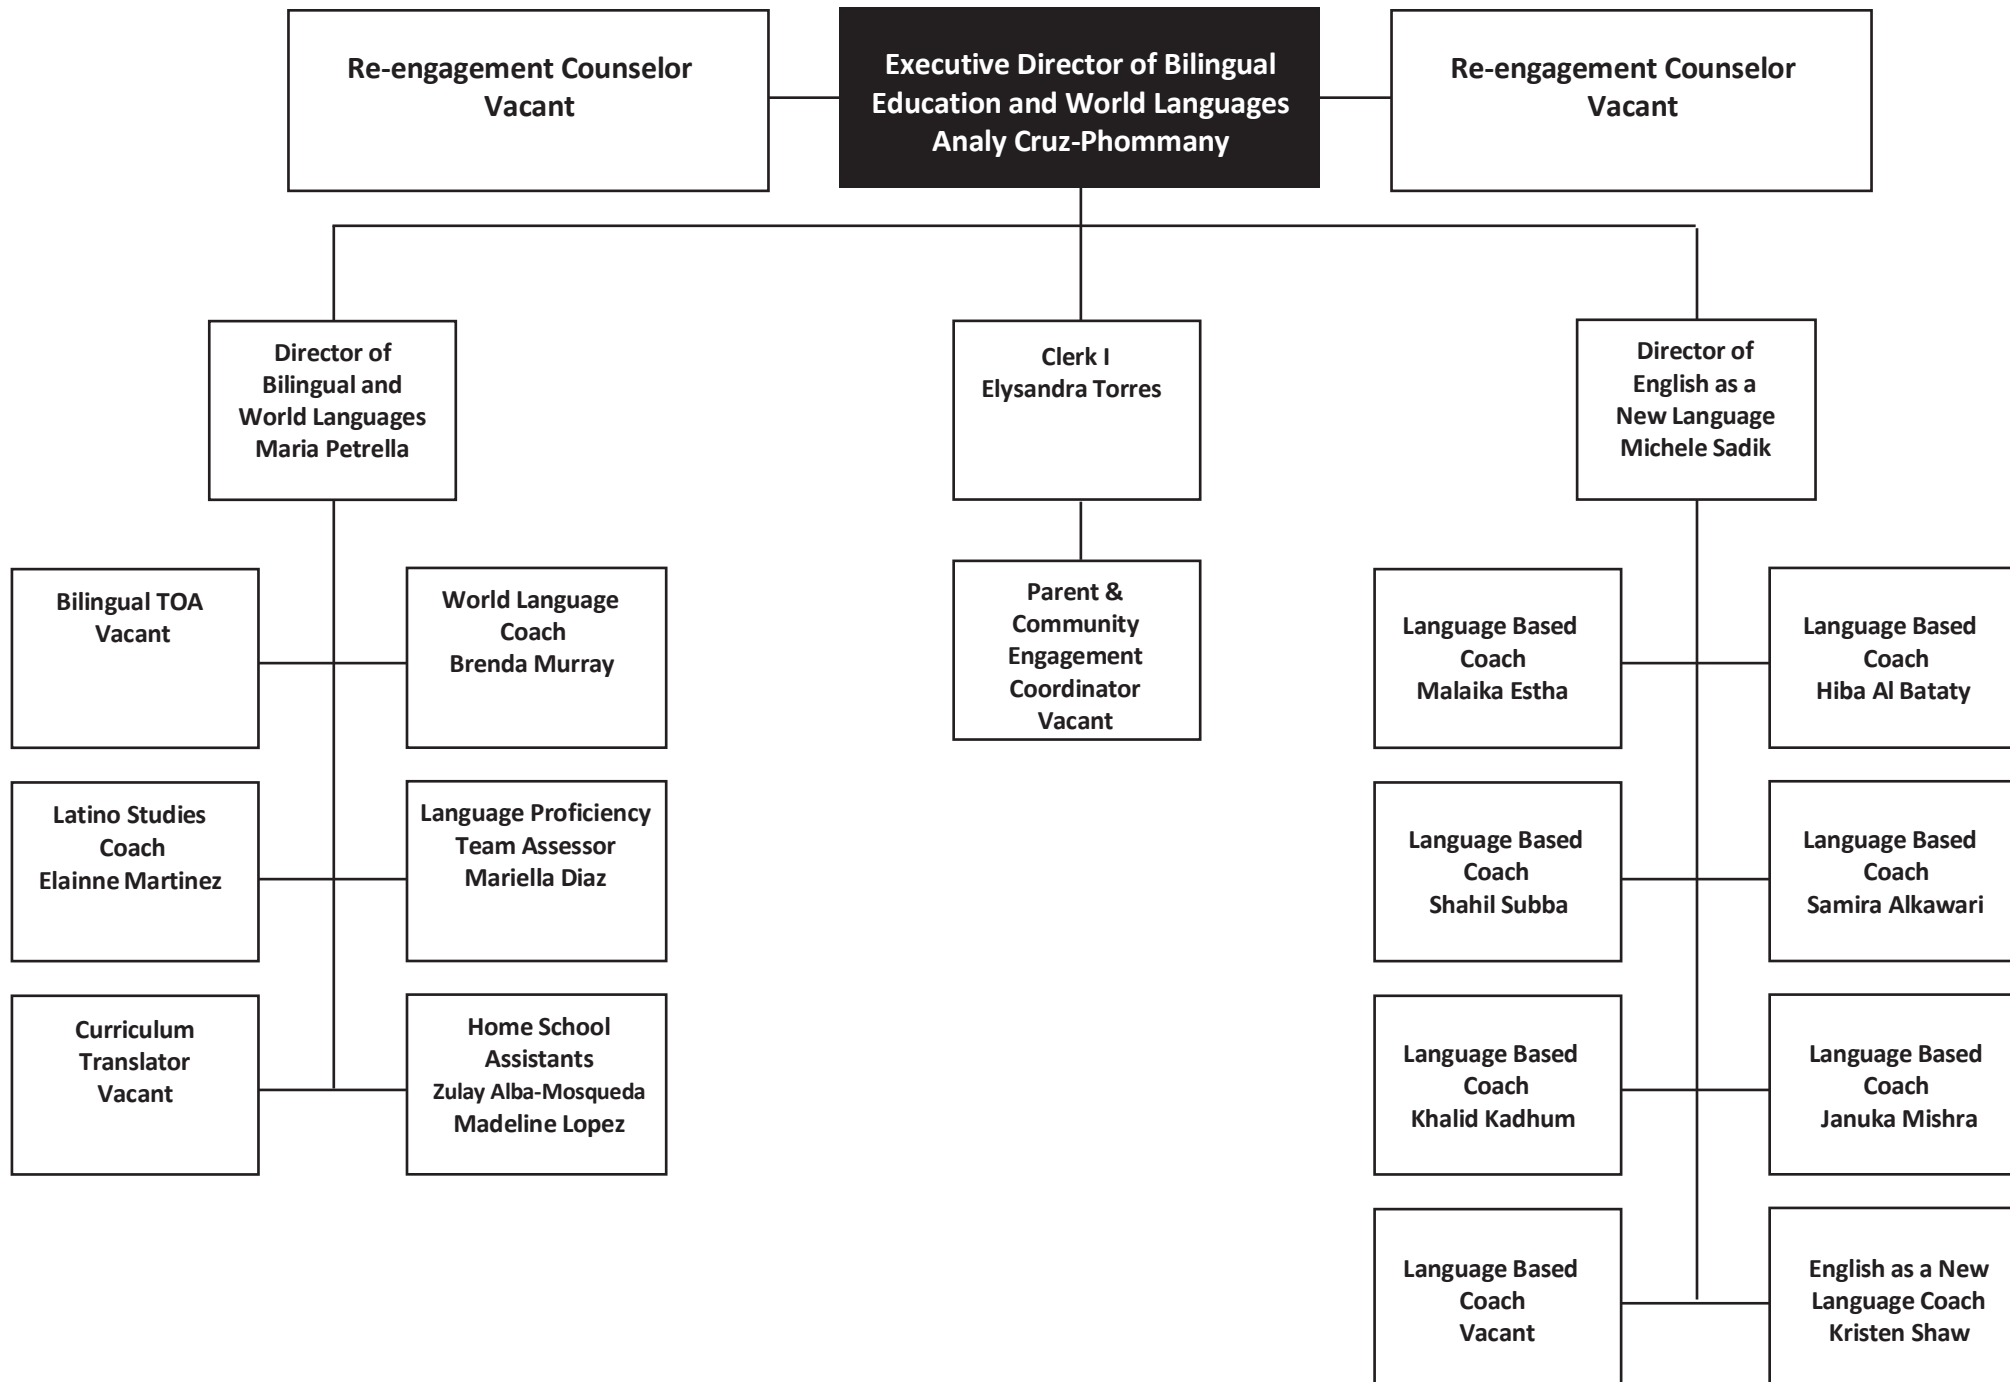 Re-engagement Counselor
Vacant
Executive Director of Bilingual
Education and World Languages
Analy Cruz-Phommany
Re-engagement Counselor
Vacant
Director of
Bilingual and
World Languages
Maria Petrella
Clerk I
Elysandra Torres
Director of
English as a
New Language
Michele Sadik
Bilingual TOA
Vacant
World Language
Coach
Brenda Murray
Parent &
Community
Engagement
Coordinator
Vacant
Language Based
Coach
Malaika Estha
Language Based
Coach
Hiba Al Bataty
Latino Studies
Coach
Elainne Martinez
Language Proficiency
Team Assessor
Mariella Diaz
Language Based
Coach
Shahil Subba
Language Based
Coach
Samira Alkawari
Curriculum
Translator
Vacant
Home School
Assistants
Zulay Alba-Mosqueda
Madeline Lopez
Language Based
Coach
Khalid Kadhum
Language Based
Coach
Januka Mishra
Language Based
Coach
Vacant
English as a New
Language Coach
Kristen Shaw